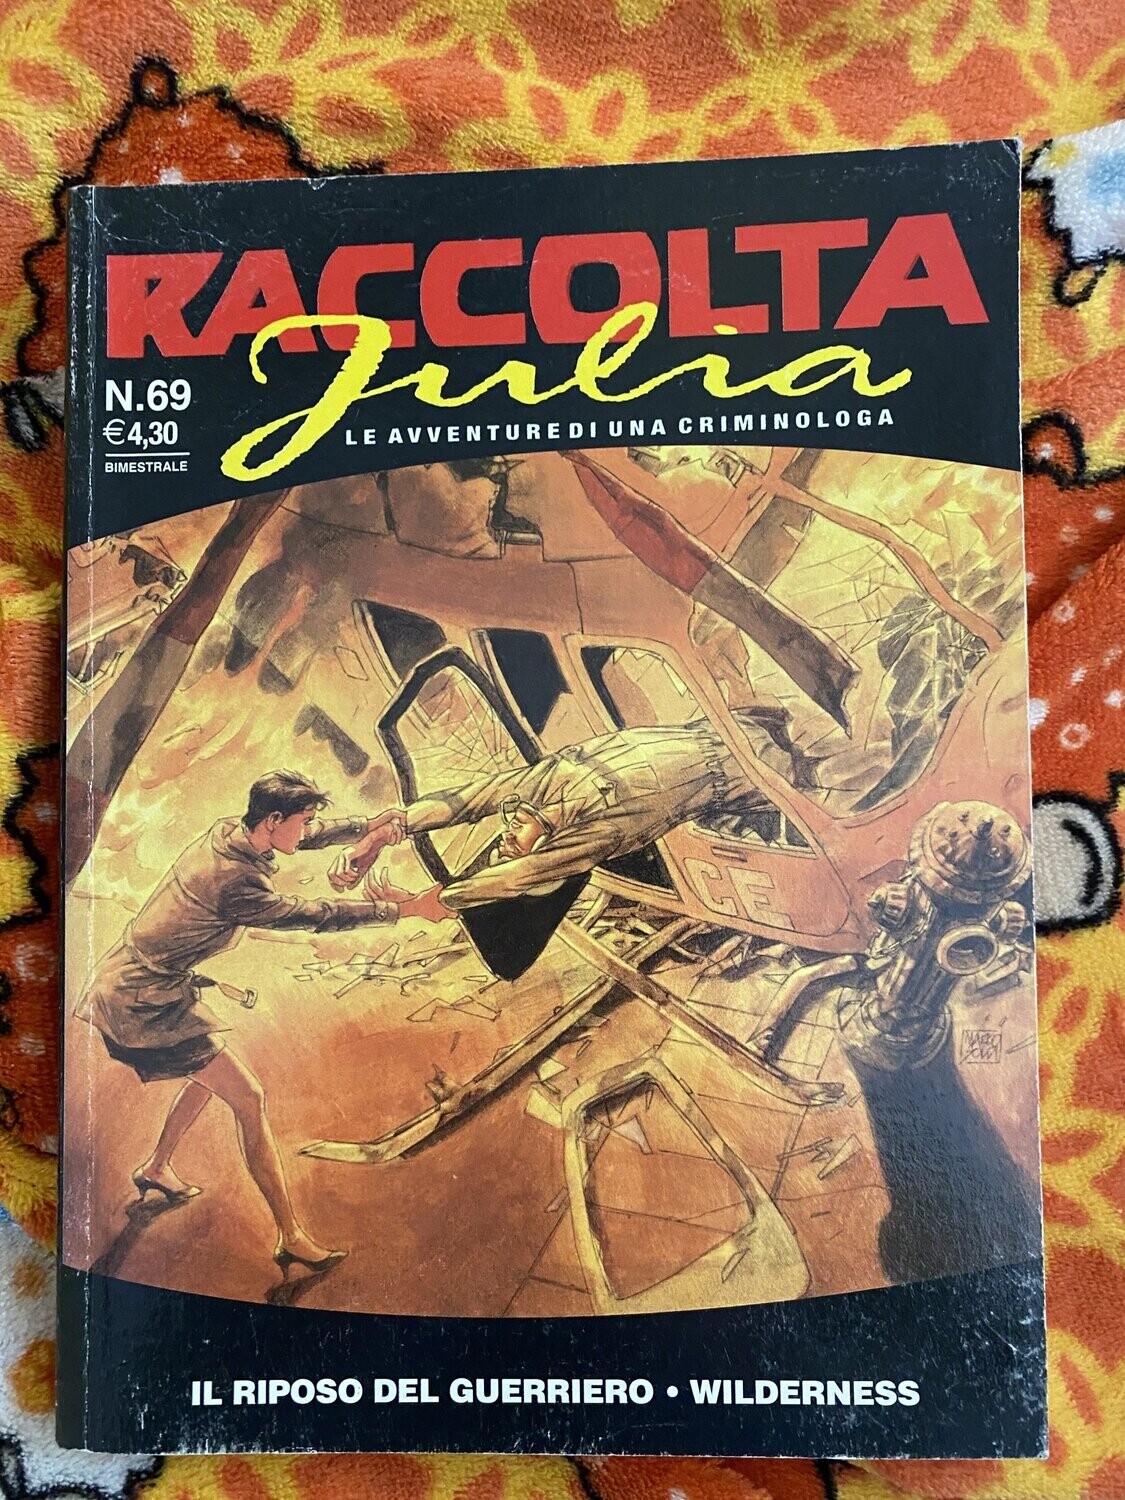 RACCOLTA
Julia
N.69
€4,30
BIMESTRALE
LE AVVENTURE DI UNA CRIMINOLOGA
CE
IL RIPOSO DEL GUERRIERO • WILDERNESS